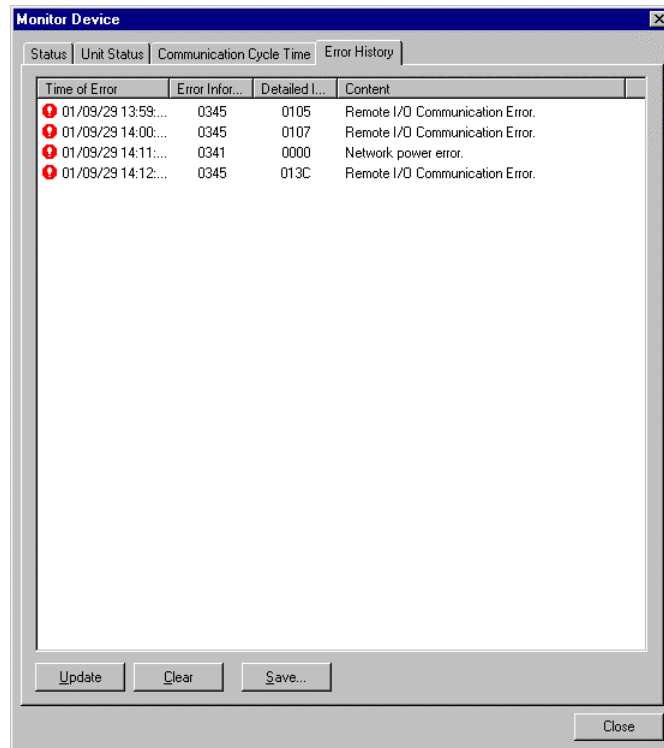 Monitor Device
Status Unit Status Communication Cycle Time Error History
Time of Error Error Infor... Detailed I... Content
01/09/29 13:59:... 0345 0105 Remote I/O Communication Error.
01/09/29 14:00:... 0345 0107 Remote I/O Communication Error.
01/09/29 14:11:... 0341 0000 Network power error.
01/09/29 14:12:... 0345 013C Remote I/O Communication Error.
Update Clear Save...
Close